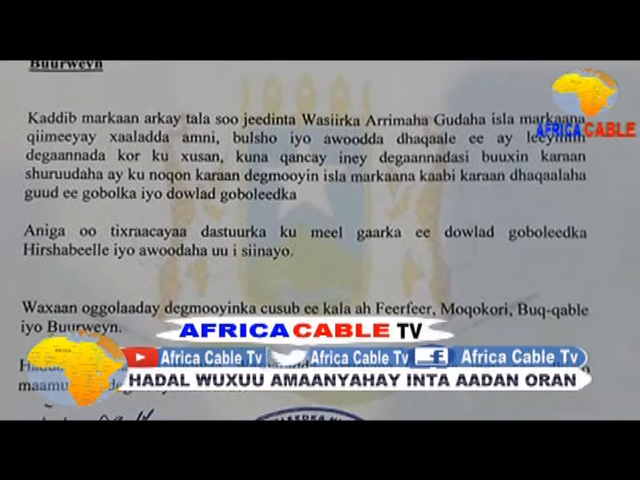 Buurweyn
Kaddib markaan arkay tala soo jeedinta Wasiirka Arrimaha Gudaha isla markaana
qiimeeyay xaaladda amni, bulsho iyo awoodda dhaqaale ee ay leeyihiin
degaannada kor ku xusan, kuna qancay iney degaannadasi buuxin karaan
shuruudaha ay ku noqon karaan degmooyin isla markaana kaabi karaan dhaqaalaha
guud ee gobolka iyo dowlad goboleedka
AFRICA CABLE
Aniga oo tixraacayaa dastuurka ku meel gaarka ee dowlad goboleedka
Hirshabeelle iyo awoodaha uu i siinayo.
Waxaan oggolaaday degmooyinka cusub ee kala ah Feerfeer, Moqokori, Buq-qable
iyo Buurweyn.
AFRICA CABLE TV
Africa Cable Tv
Africa Cable Tv
Africa Cable Tv
HADAL WUXUU AMAANYAHAY INTA AADAN ORAN